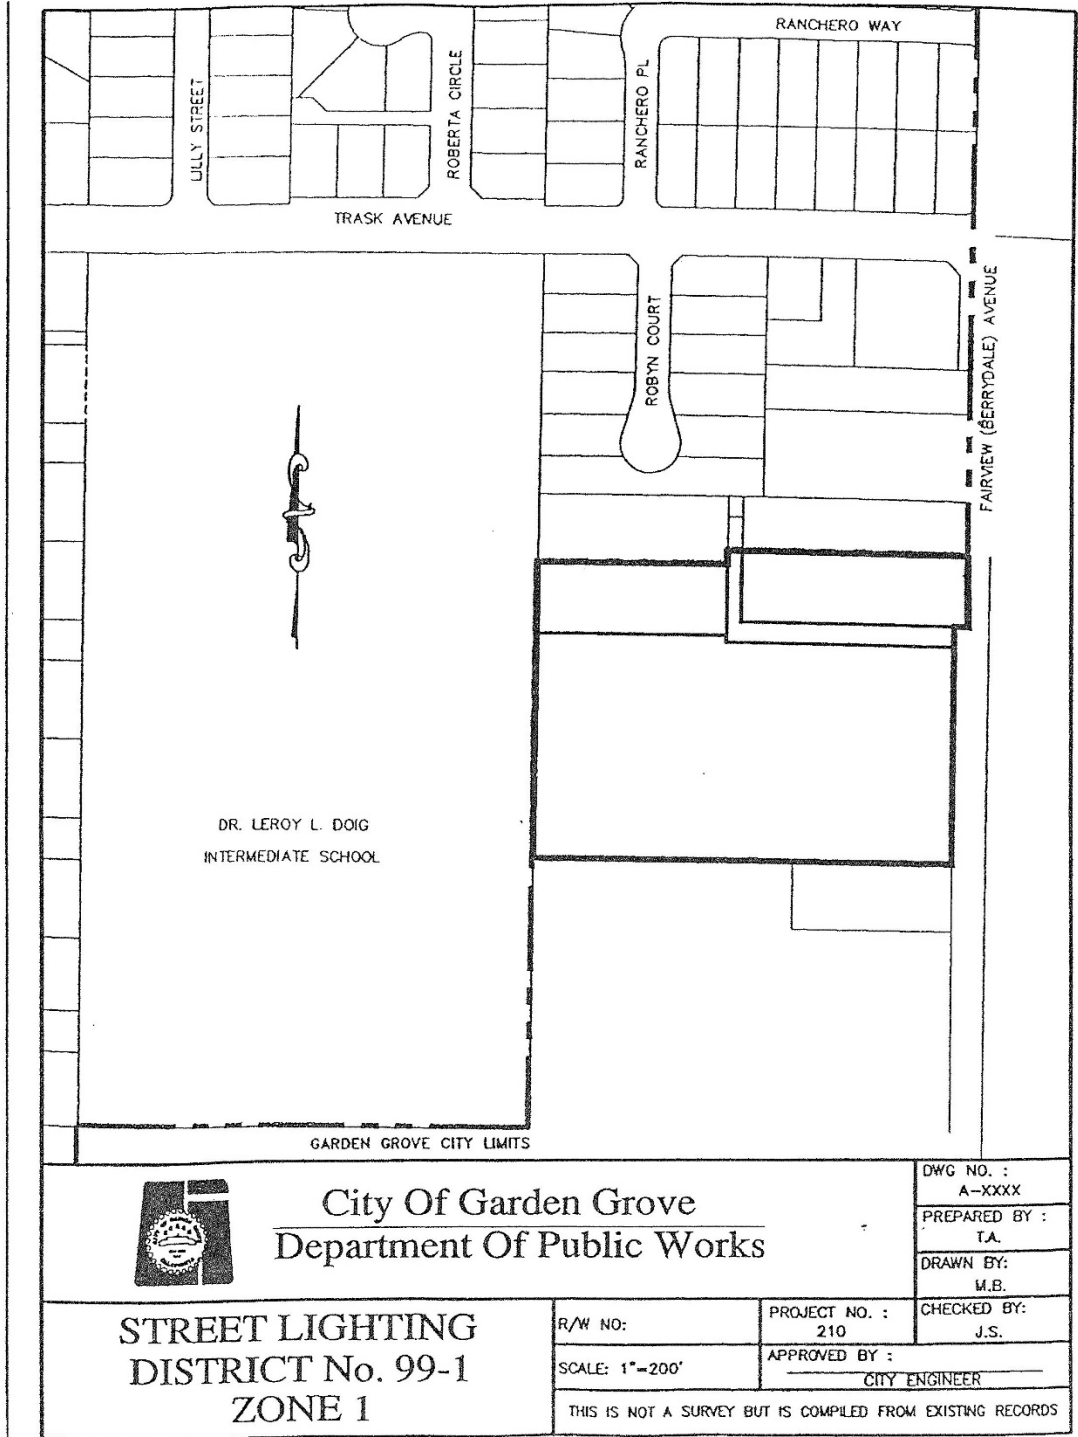 RANCHERO WAY
LILLY STREET
ROBERTA CIRCLE
RANCHERO PL
TRASK AVENUE
ROBYN COURT
FAIRVIEW (BERRYDALE) AVENUE
DR. LEROY L. DOIG
INTERMEDIATE SCHOOL
GARDEN GROVE CITY LIMITS
City Of Garden Grove
Department Of Public Works
DWG NO. :
A-XXXX
PREPARED BY :
T.A.
DRAWN BY:
M.B.
STREET LIGHTING
DISTRICT No. 99-1
ZONE 1
R/W NO:
PROJECT NO. :
210
CHECKED BY:
J.S.
SCALE: 1"=200'
APPROVED BY :
CITY ENGINEER
THIS IS NOT A SURVEY BUT IS COMPILED FROM EXISTING RECORDS